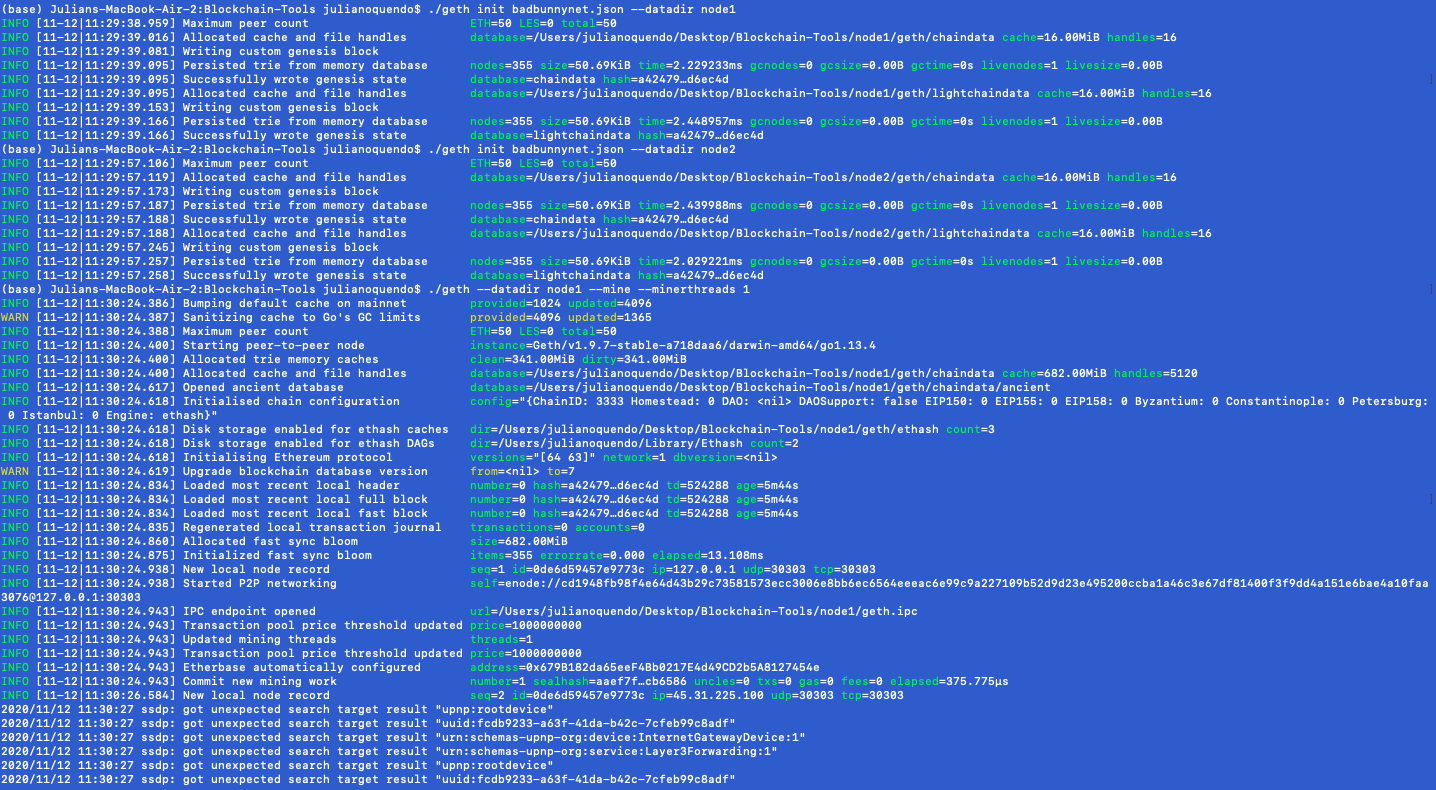 (base) Julians-MacBook-Air-2:Blockchain-Tools julianoquendo$ ./geth init badbunnynet.json --datadir node1
INFO [11-12|11:29:38.959] Maximum peer count                       ETH=50 LES=0 total=50
INFO [11-12|11:29:39.016] Allocated cache and file handles         database=/Users/julianoquendo/Desktop/Blockchain-Tools/node1/geth/chaindata cache=16.00MiB handles=16
INFO [11-12|11:29:39.081] Writing custom genesis block
INFO [11-12|11:29:39.095] Persisted trie from memory database      nodes=355 size=50.69KiB time=2.229233ms gcnodes=0 gcsize=0.00B gctime=0s livenodes=1 livesize=0.00B
INFO [11-12|11:29:39.095] Successfully wrote genesis state         database=chaindata hash=a42479…d6ec4d
INFO [11-12|11:29:39.095] Allocated cache and file handles         database=/Users/julianoquendo/Desktop/Blockchain-Tools/node1/geth/lightchaindata cache=16.00MiB handles=16
INFO [11-12|11:29:39.153] Writing custom genesis block
INFO [11-12|11:29:39.166] Persisted trie from memory database      nodes=355 size=50.69KiB time=2.448957ms gcnodes=0 gcsize=0.00B gctime=0s livenodes=1 livesize=0.00B
INFO [11-12|11:29:39.166] Successfully wrote genesis state         database=lightchaindata hash=a42479…d6ec4d
(base) Julians-MacBook-Air-2:Blockchain-Tools julianoquendo$ ./geth init badbunnynet.json --datadir node2
INFO [11-12|11:29:57.106] Maximum peer count                       ETH=50 LES=0 total=50
INFO [11-12|11:29:57.119] Allocated cache and file handles         database=/Users/julianoquendo/Desktop/Blockchain-Tools/node2/geth/chaindata cache=16.00MiB handles=16
INFO [11-12|11:29:57.173] Writing custom genesis block
INFO [11-12|11:29:57.187] Persisted trie from memory database      nodes=355 size=50.69KiB time=2.439988ms gcnodes=0 gcsize=0.00B gctime=0s livenodes=1 livesize=0.00B
INFO [11-12|11:29:57.188] Successfully wrote genesis state         database=chaindata hash=a42479…d6ec4d
INFO [11-12|11:29:57.188] Allocated cache and file handles         database=/Users/julianoquendo/Desktop/Blockchain-Tools/node2/geth/lightchaindata cache=16.00MiB handles=16
INFO [11-12|11:29:57.245] Writing custom genesis block
INFO [11-12|11:29:57.257] Persisted trie from memory database      nodes=355 size=50.69KiB time=2.029221ms gcnodes=0 gcsize=0.00B gctime=0s livenodes=1 livesize=0.00B
INFO [11-12|11:29:57.258] Successfully wrote genesis state         database=lightchaindata hash=a42479…d6ec4d
(base) Julians-MacBook-Air-2:Blockchain-Tools julianoquendo$ ./geth --datadir node1 --mine --minerthreads 1
INFO [11-12|11:30:24.386] Bumping default cache on mainnet         provided=1024 updated=4096
WARN [11-12|11:30:24.387] Sanitizing cache to Go's GC limits       provided=4096 updated=1365
INFO [11-12|11:30:24.388] Maximum peer count                       ETH=50 LES=0 total=50
INFO [11-12|11:30:24.400] Starting peer-to-peer node               instance=Geth/v1.9.7-stable-a718daa6/darwin-amd64/go1.13.4
INFO [11-12|11:30:24.400] Allocated trie memory caches             clean=341.00MiB dirty=341.00MiB
INFO [11-12|11:30:24.400] Allocated cache and file handles         database=/Users/julianoquendo/Desktop/Blockchain-Tools/node1/geth/chaindata cache=682.00MiB handles=5120
INFO [11-12|11:30:24.617] Opened ancient database                  database=/Users/julianoquendo/Desktop/Blockchain-Tools/node1/geth/chaindata/ancient
INFO [11-12|11:30:24.618] Initialised chain configuration          config="{ChainID: 3333 Homestead: 0 DAO: <nil> DAOSupport: false EIP150: 0 EIP155: 0 EIP158: 0 Byzantium: 0 Constantinople: 0 Petersburg:
 0 Istanbul: 0 Engine: ethash}"
INFO [11-12|11:30:24.618] Disk storage enabled for ethash caches   dir=/Users/julianoquendo/Desktop/Blockchain-Tools/node1/geth/ethash count=3
INFO [11-12|11:30:24.618] Disk storage enabled for ethash DAGs     dir=/Users/julianoquendo/Library/Ethash count=2
INFO [11-12|11:30:24.618] Initialising Ethereum protocol           versions="[64 63]" network=1 dbversion=<nil>
WARN [11-12|11:30:24.619] Upgrade blockchain database version      from=<nil> to=7
INFO [11-12|11:30:24.834] Loaded most recent local header          number=0 hash=a42479…d6ec4d td=524288 age=5m44s
INFO [11-12|11:30:24.834] Loaded most recent local full block      number=0 hash=a42479…d6ec4d td=524288 age=5m44s
INFO [11-12|11:30:24.834] Loaded most recent local fast block      number=0 hash=a42479…d6ec4d td=524288 age=5m44s
INFO [11-12|11:30:24.835] Regenerated local transaction journal    transactions=0 accounts=0
INFO [11-12|11:30:24.860] Allocated fast sync bloom                size=682.00MiB
INFO [11-12|11:30:24.875] Initialized fast sync bloom              items=355 errorrate=0.000 elapsed=13.108ms
INFO [11-12|11:30:24.938] New local node record                    seq=1 id=0de6d59457e9773c ip=127.0.0.1 udp=30303 tcp=30303
INFO [11-12|11:30:24.938] Started P2P networking                   self=enode://cd1948fb98f4e64d43b29c73581573ecc3006e8bb6ec6564eeeac6e99c9a227109b52d9d23e495200ccba1a46c3e67df81400f3f9dd4a151e6bae4a10faa
3076@127.0.0.1:30303
INFO [11-12|11:30:24.943] IPC endpoint opened                      url=/Users/julianoquendo/Desktop/Blockchain-Tools/node1/geth.ipc
INFO [11-12|11:30:24.943] Transaction pool price threshold updated price=1000000000
INFO [11-12|11:30:24.943] Updated mining threads                   threads=1
INFO [11-12|11:30:24.943] Transaction pool price threshold updated price=1000000000
INFO [11-12|11:30:24.943] Etherbase automatically configured       address=0x679B182da65eeF4Bb0217E4d49CD2b5A8127454e
INFO [11-12|11:30:24.943] Commit new mining work                   number=1 sealhash=aaef7f…cb6586 uncles=0 txs=0 gas=0 fees=0 elapsed=375.775µs
INFO [11-12|11:30:26.584] New local node record                    seq=2 id=0de6d59457e9773c ip=45.31.225.100 udp=30303 tcp=30303
2020/11/12 11:30:27 ssdp: got unexpected search target result "upnp:rootdevice"
2020/11/12 11:30:27 ssdp: got unexpected search target result "uuid:fcdb9233-a63f-41da-b42c-7cfeb99c8adf"
2020/11/12 11:30:27 ssdp: got unexpected search target result "urn:schemas-upnp-org:device:InternetGatewayDevice:1"
2020/11/12 11:30:27 ssdp: got unexpected search target result "urn:schemas-upnp-org:service:Layer3Forwarding:1"
2020/11/12 11:30:27 ssdp: got unexpected search target result "upnp:rootdevice"
2020/11/12 11:30:27 ssdp: got unexpected search target result "uuid:fcdb9233-a63f-41da-b42c-7cfeb99c8adf"